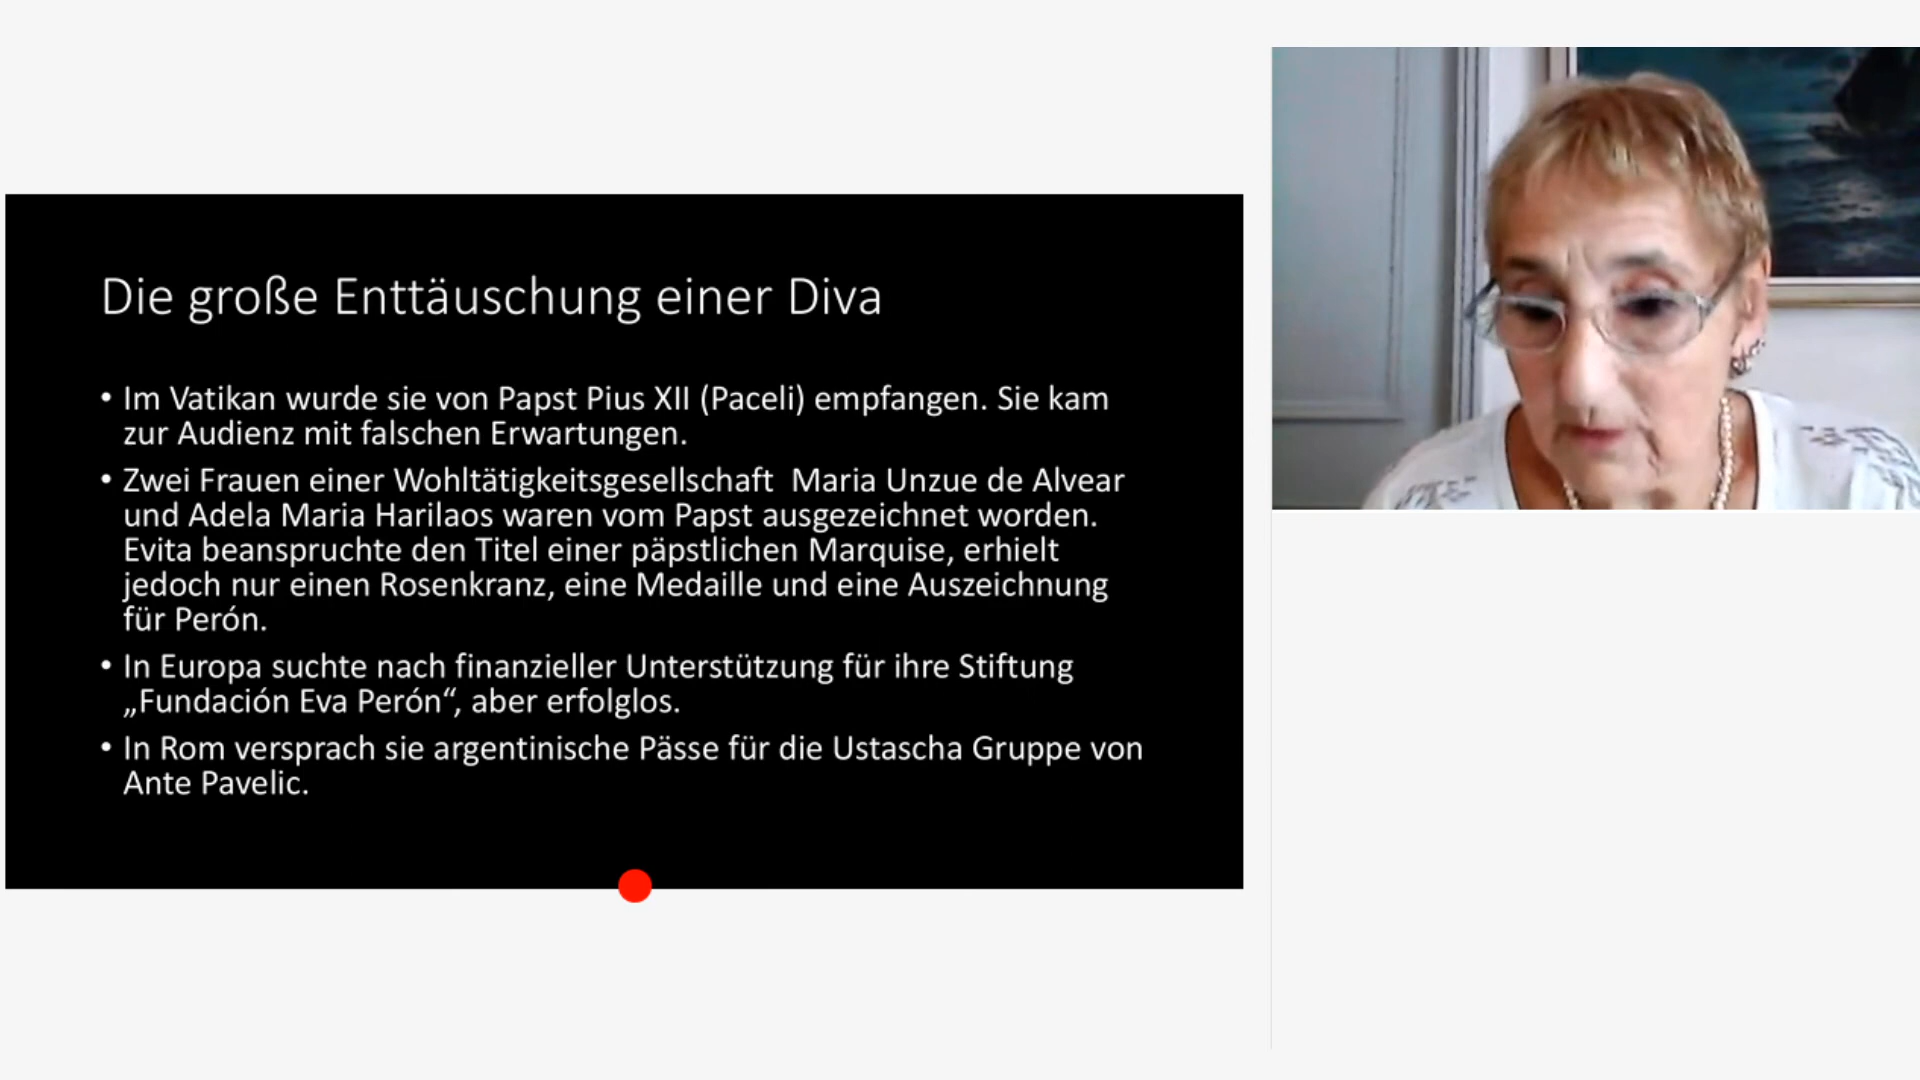 Die große Enttäuschung einer Diva
• Im Vatikan wurde sie von Papst Pius XII (Paceli) empfangen. Sie kam
zur Audienz mit falschen Erwartungen.
• Zwei Frauen einer Wohltätigkeitsgesellschaft  Maria Unzue de Alvear
und Adela Maria Harilaos waren vom Papst ausgezeichnet worden.
Evita beanspruchte den Titel einer päpstlichen Marquise, erhielt
jedoch nur einen Rosenkranz, eine Medaille und eine Auszeichnung
für Perón.
• In Europa suchte nach finanzieller Unterstützung für ihre Stiftung
„Fundación Eva Perón“, aber erfolglos.
• In Rom versprach sie argentinische Pässe für die Ustascha Gruppe von
Ante Pavelic.